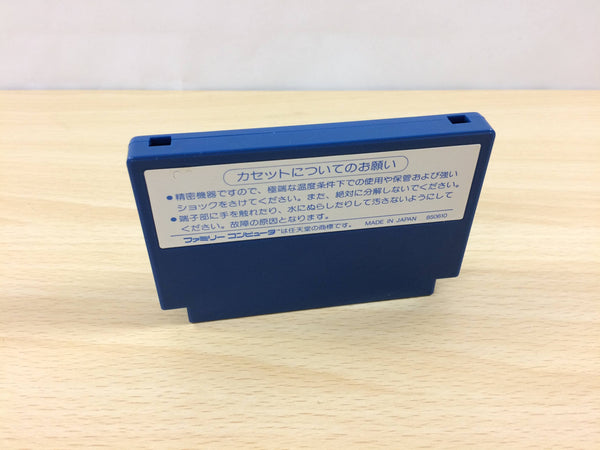 カセットについてのお願い
●精密機器ですので、極端な温度条件下での使用や保管および強い
ショックをさけてください。また、絶対に分解しないでください。
●端子部に手を触れたり、水にぬらしたりして汚さないようにして
ください。故障の原因となります。
ファミリーコンピュータ™は任天堂の商標です。 MADE IN JAPAN 850610